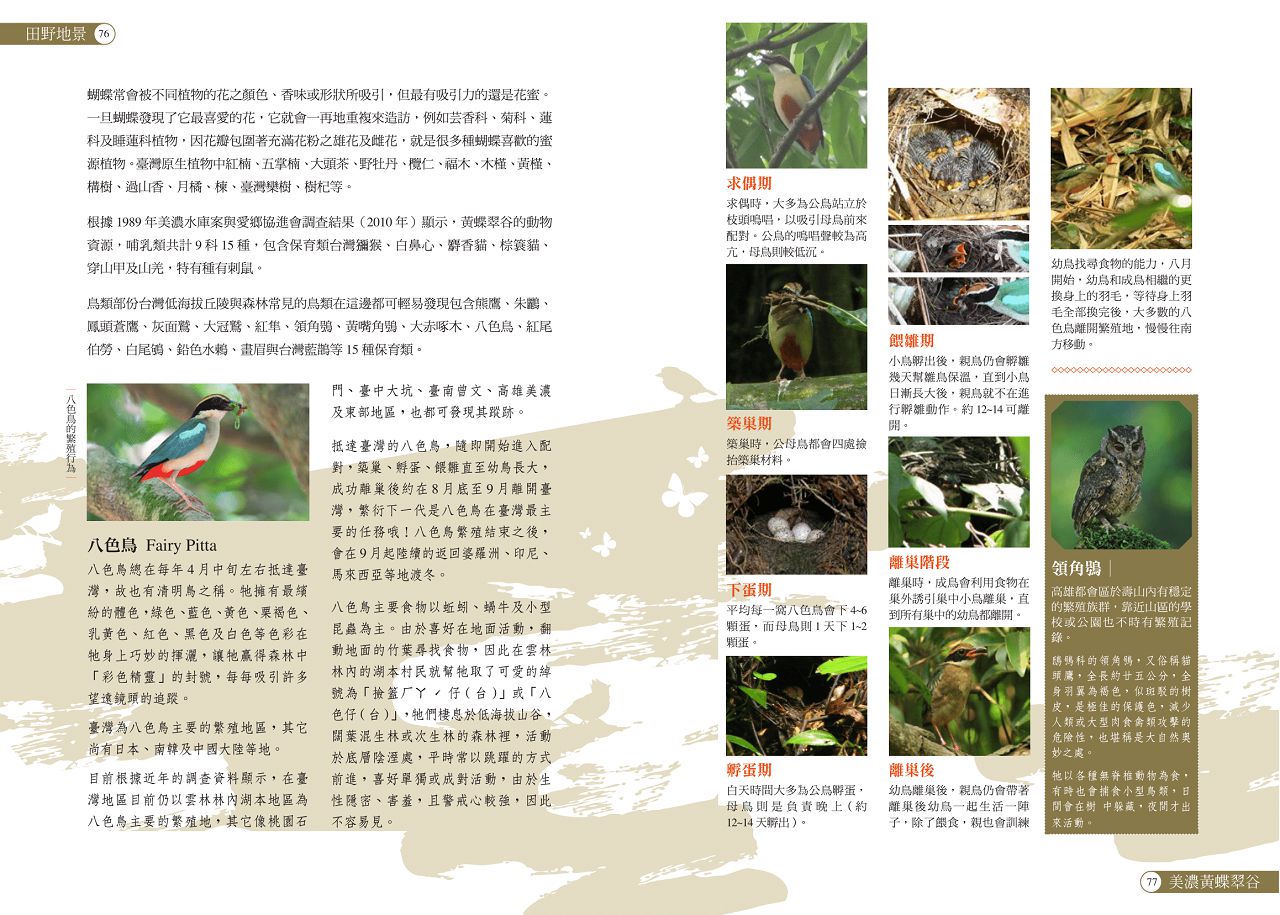 田野地景 76
蝴蝶常會被不同植物的花之顏色、香味或形狀所吸引，但最有吸引力的還是花蜜。
一旦蝴蝶發現了它最喜愛的花，它就會一再地重複來造訪，例如芸香科、菊科、蓮
科及睡蓮科植物，因花瓣包圍著充滿花粉之雄花及雌花，就是很多種蝴蝶喜歡的蜜
源植物。臺灣原生植物中紅楠、五掌楠、大頭茶、野牡丹、欖仁、福木、木槿、黃槿、
構樹、過山香、月橘、楝、臺灣欒樹、樹杞等。
根據 1989 年美濃水庫案與愛鄉協進會調查結果（2010 年）顯示，黃蝶翠谷的動物
資源，哺乳類共計 9 科 15 種，包含保育類台灣獼猴、白鼻心、麝香貓、棕簑貓、
穿山甲及山羌，特有種有刺鼠。
鳥類部份台灣低海拔丘陵與森林常見的鳥類在這邊都可輕易發現包含熊鷹、朱鸝、
鳳頭蒼鷹、灰面鷲、大冠鷲、紅隼、領角鴞、黃嘴角鴞、大赤啄木、八色鳥、紅尾
伯勞、白尾鴝、鉛色水鶇、畫眉與台灣藍鵲等 15 種保育類。
八色鳥的繁殖行為
八色鳥 Fairy Pitta
八色鳥總在每年 4 月中旬左右抵達臺
灣，故也有清明鳥之稱。牠擁有最繽
紛的體色，綠色、藍色、黃色、栗褐色、
乳黃色、紅色、黑色及白色等色彩在
牠身上巧妙的揮灑，讓牠贏得森林中
「彩色精靈」的封號，每每吸引許多
望遠鏡頭的追蹤。
臺灣為八色鳥主要的繁殖地區，其它
尚有日本、南韓及中國大陸等地。
目前根據近年的調查資料顯示，在臺
灣地區目前仍以雲林林內湖本地區為
八色鳥主要的繁殖地，其它像桃園石
門、臺中大坑、臺南曾文、高雄美濃
及東部地區，也都可發現其蹤跡。
抵達臺灣的八色鳥，隨即開始進入配
對，築巢、孵蛋、餵雛直至幼鳥長大，
成功離巢後約在 8 月底至 9 月離開臺
灣，繁衍下一代是八色鳥在臺灣最主
要的任務哦！八色鳥繁殖結束之後，
會在 9 月起陸續的返回婆羅洲、印尼、
馬來西亞等地渡冬。
八色鳥主要食物以蚯蚓、蝸牛及小型
昆蟲為主。由於喜好在地面活動，翻
動地面的竹葉尋找食物，因此在雲林
林內的湖本村民就幫牠取了可愛的綽
號為「撿篕ㄏㄚˊ仔（台）」或「八
色仔（台）」，牠們棲息於低海拔山谷，
闊葉混生林或次生林的森林裡，活動
於底層陰溼處，平時常以跳躍的方式
前進，喜好單獨或成對活動，由於生
性隱密、害羞，且警戒心較強，因此
不容易見。
求偶期
求偶時，大多為公鳥站立於
枝頭鳴唱，以吸引母鳥前來
配對。公鳥的鳴唱聲較為高
亢，母鳥則較低沉。
築巢期
築巢時，公母鳥都會四處撿
拾築巢材料。
下蛋期
平均每一窩八色鳥會下 4-6
顆蛋，而母鳥則 1 天下 1~2
顆蛋。
孵蛋期
白天時間大多為公鳥孵蛋，
母鳥則是負責晚上（約
12~14 天孵出）。
餵雛期
小鳥孵出後，親鳥仍會孵雛
幾天幫雛鳥保溫，直到小鳥
日漸長大後，親鳥就不在進
行孵雛動作。約 12~14 可離
開。
離巢階段
離巢時，成鳥會利用食物在
巢外誘引巢中小鳥離巢，直
到所有巢中的幼鳥都離開。
離巢後
幼鳥離巢後，親鳥仍會帶著
離巢後幼鳥一起生活一陣
子，除了餵食，親也會訓練
幼鳥找尋食物的能力，八月
開始，幼鳥和成鳥相繼的更
換身上的羽毛，等待身上羽
毛全部換完後，大多數的八
色鳥離開繁殖地，慢慢往南
方移動。
領角鴞
高雄都會區於壽山內有穩定
的繁殖族群，靠近山區的學
校或公園也不時有繁殖記
錄。
鴟鴞科的領角鴞，又俗稱貓
頭鷹，全長約廿五公分，全
身羽翼為褐色，似斑駁的樹
皮，是極佳的保護色，減少
人類或大型肉食禽類攻擊的
危險性，也堪稱是大自然奧
妙之處。
牠以各種無脊椎動物為食，
有時也會捕食小型鳥類，日
間會在樹 中躲藏，夜間才出
來活動。
77 美濃黃蝶翠谷